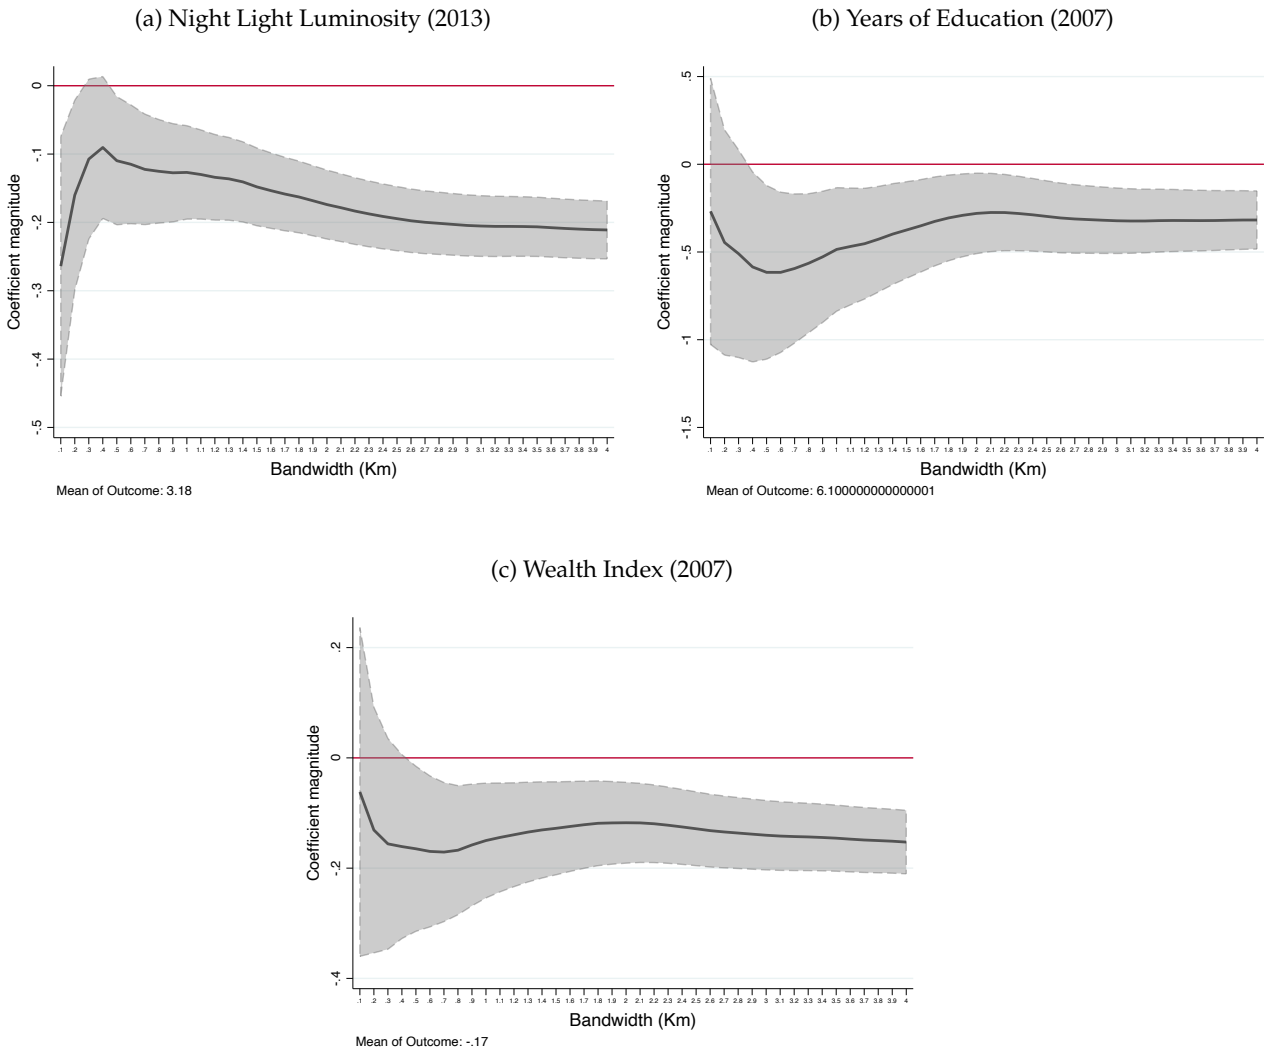 (a) Night Light Luminosity (2013)
Coefficient magnitude
0
-.1
-.2
-.3
-.4
-.5
.1 .2 .3 .4 .5 .6 .7 .8 .9 1 1.1 1.2 1.3 1.4 1.5 1.6 1.7 1.8 1.9 2 2.1 2.2 2.3 2.4 2.5 2.6 2.7 2.8 2.9 3 3.1 3.2 3.3 3.4 3.5 3.6 3.7 3.8 3.9 4
Bandwidth (Km)
Mean of Outcome: 3.18
(b) Years of Education (2007)
Coefficient magnitude
.5
0
-.5
-1
-1.5
.1 .2 .3 .4 .5 .6 .7 .8 .9 1 1.1 1.2 1.3 1.4 1.5 1.6 1.7 1.8 1.9 2 2.1 2.2 2.3 2.4 2.5 2.6 2.7 2.8 2.9 3 3.1 3.2 3.3 3.4 3.5 3.6 3.7 3.8 3.9 4
Bandwidth (Km)
Mean of Outcome: 6.100000000000001
(c) Wealth Index (2007)
Coefficient magnitude
.2
0
-.2
-.4
.1 .2 .3 .4 .5 .6 .7 .8 .9 1 1.1 1.2 1.3 1.4 1.5 1.6 1.7 1.8 1.9 2 2.1 2.2 2.3 2.4 2.5 2.6 2.7 2.8 2.9 3 3.1 3.2 3.3 3.4 3.5 3.6 3.7 3.8 3.9 4
Bandwidth (Km)
Mean of Outcome: -.17